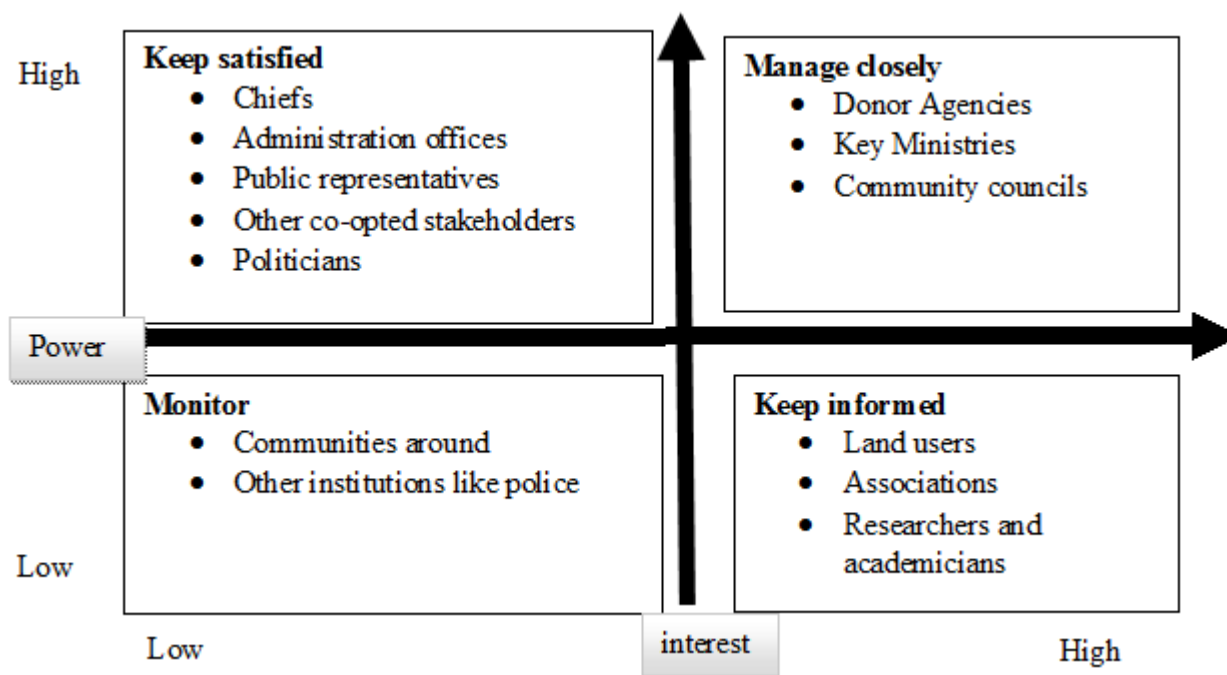 High
Keep satisfied
• Chiefs
• Administration offices
• Public representatives
• Other co-opted stakeholders
• Politicians
Manage closely
• Donor Agencies
• Key Ministries
• Community councils
Power
Monitor
• Communities around
• Other institutions like police
Keep informed
• Land users
• Associations
• Researchers and
academicians
Low
Low
interest
High